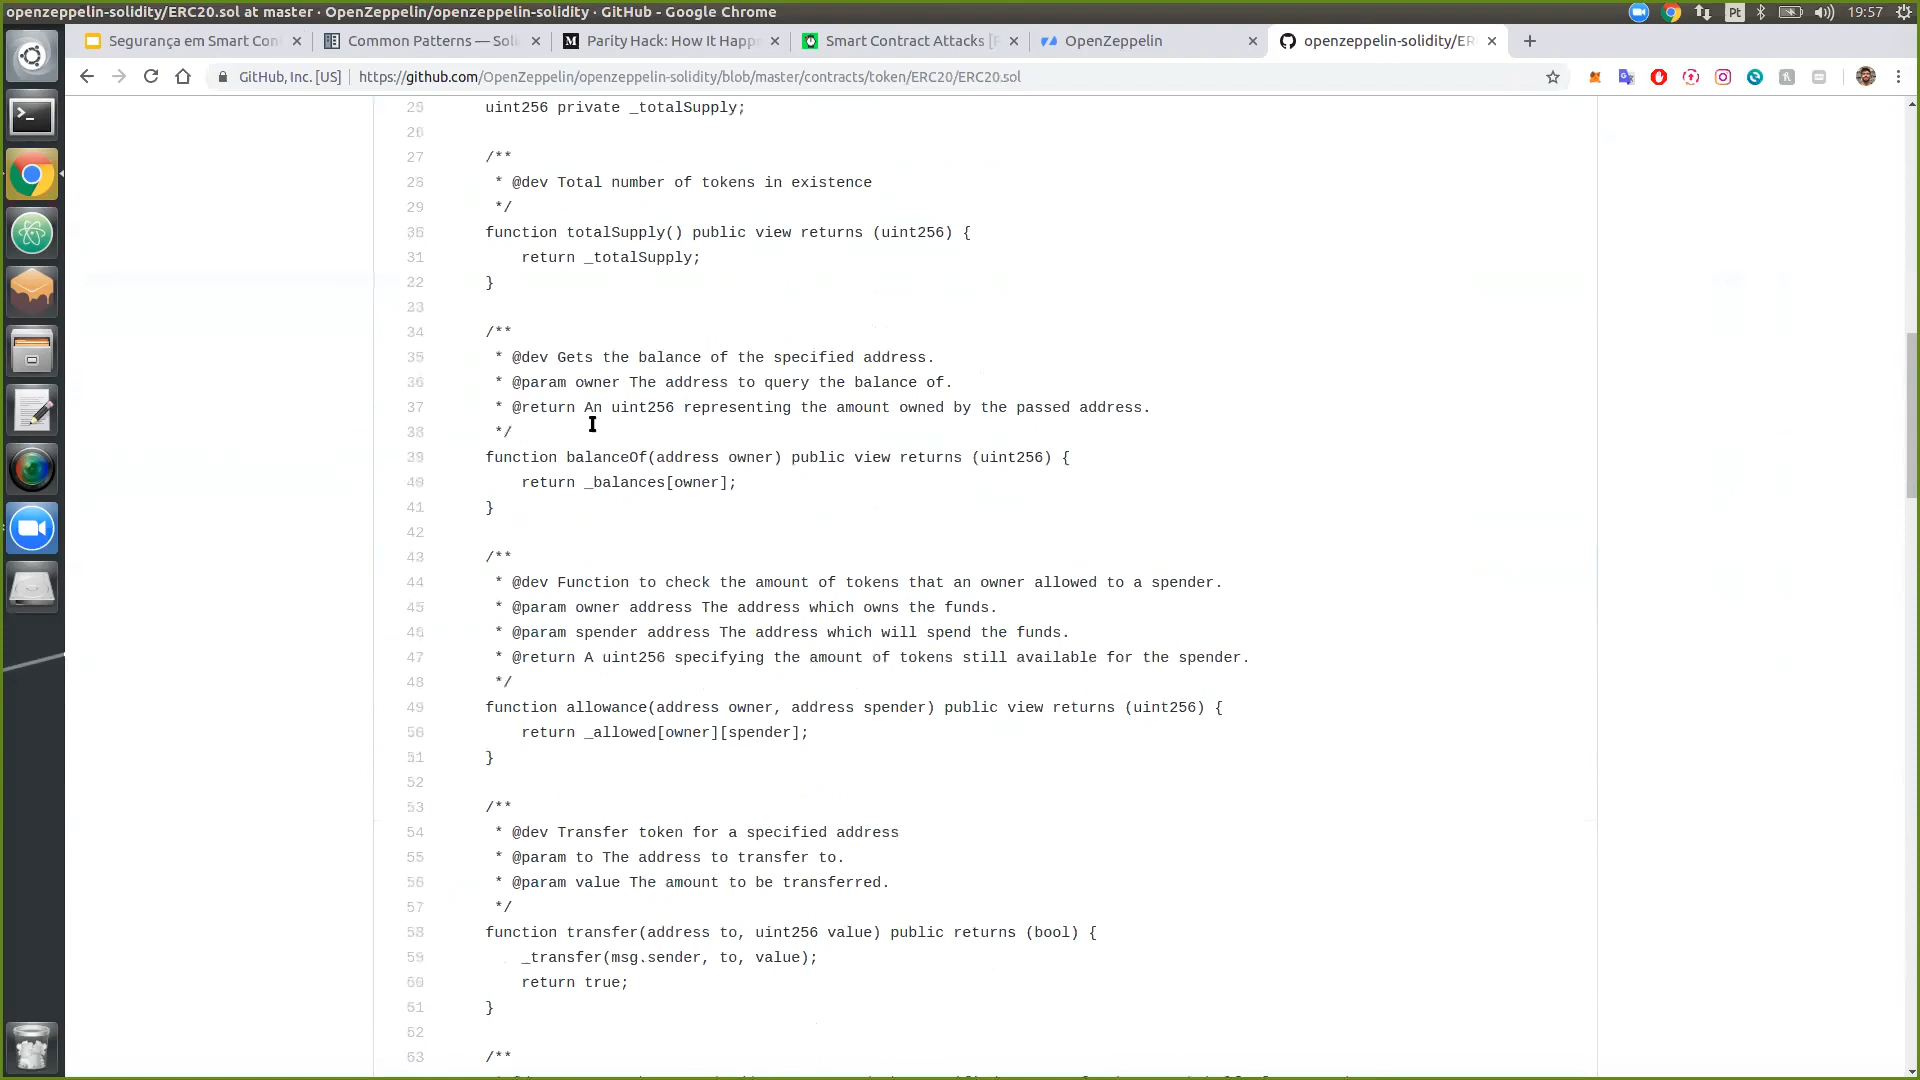 openzeppelin-solidity/ERC20.sol at master · OpenZeppelin/openzeppelin-solidity · GitHub - Google Chrome
Pt
19:57
Segurança em Smart Con
Common Patterns — Soli
Parity Hack: How It Happ
Smart Contract Attacks [
OpenZeppelin
openzeppelin-solidity/ER
GitHub, Inc. [US]
https://github.com/OpenZeppelin/openzeppelin-solidity/blob/master/contracts/token/ERC20/ERC20.sol
25 uint256 private _totalSupply;
26
27 /**
28 * @dev Total number of tokens in existence
29 */
function totalSupply() public view returns (uint256) {
31 return _totalSupply;
}
34 /**
35 * @dev Gets the balance of the specified address.
36 * @param owner The address to query the balance of.
37 * @return An uint256 representing the amount owned by the passed address.
38 */
39 function balanceOf(address owner) public view returns (uint256) {
40 return _balances[owner];
41 }
42
43 /**
44 * @dev Function to check the amount of tokens that an owner allowed to a spender.
45 * @param owner address The address which owns the funds.
46 * @param spender address The address which will spend the funds.
47 * @return A uint256 specifying the amount of tokens still available for the spender.
48 */
49 function allowance(address owner, address spender) public view returns (uint256) {
return _allowed[owner][spender];
51 }
52
53 /**
54 * @dev Transfer token for a specified address
55 * @param to The address to transfer to.
* @param value The amount to be transferred.
57 */
58 function transfer(address to, uint256 value) public returns (bool) {
59 _transfer(msg.sender, to, value);
return true;
}
/**